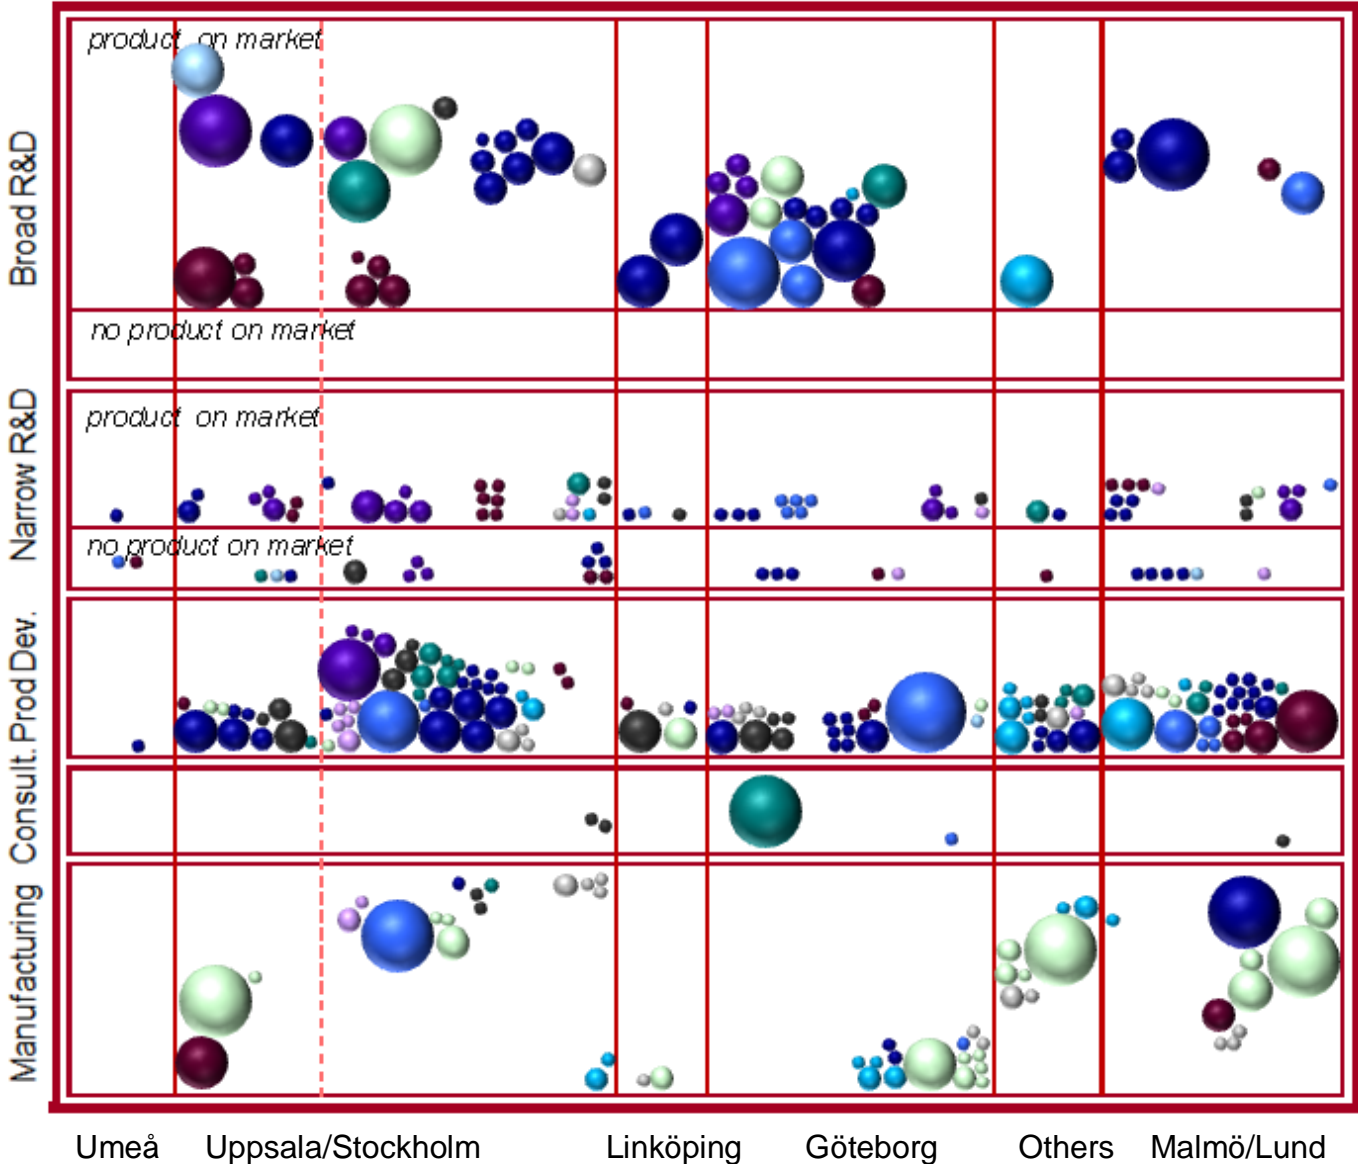 product on market
Broad R&D
no product on market
Narrow R&D
product on market
no product on market
Prod Dev.
Consult.
Manufacturing
Umeå Uppsala/Stockholm Linköping Göteborg Others Malmö/Lund